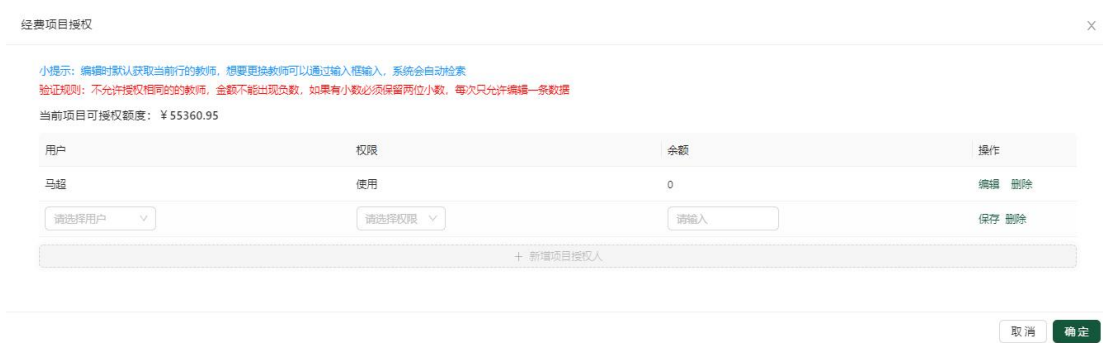 经费项目授权
小提示：编辑时默认获取当前行的教师，想要更换教师可以通过输入框输入，系统会自动检索
验证规则：不允许授权相同的的教师，金额不能出现负数，如果有小数必须保留两位小数，每次只允许编辑一条数据
当前项目可授权额度：￥55360.95
用户 权限 余额 操作
马超 使用 0 编辑 删除
请选择用户 请选择权限 请输入 保存 删除
+ 新增项目授权人
取消 确定